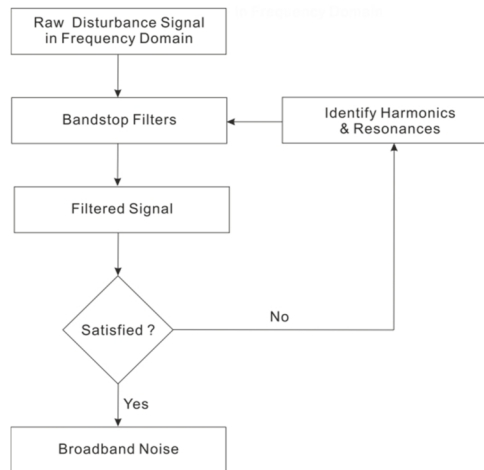 Raw Disturbance Signal
in Frequency Domain
Bandstop Filters
Identify Harmonics
& Resonances
Filtered Signal
Satisfied ?
No
Yes
Broadband Noise